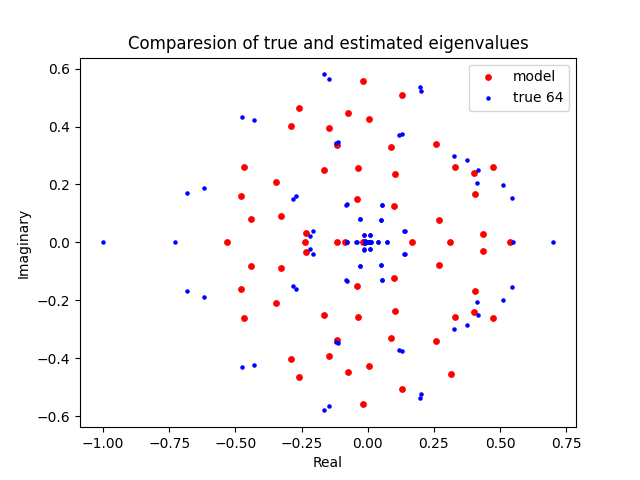 Comparesion of true and estimated eigenvalues
0.6
0.4
0.2
0.0
−0.2
−0.4
−0.6
Imaginary
model
true 64
−1.00 −0.75 −0.50 −0.25 0.00 0.25 0.50 0.75
Real